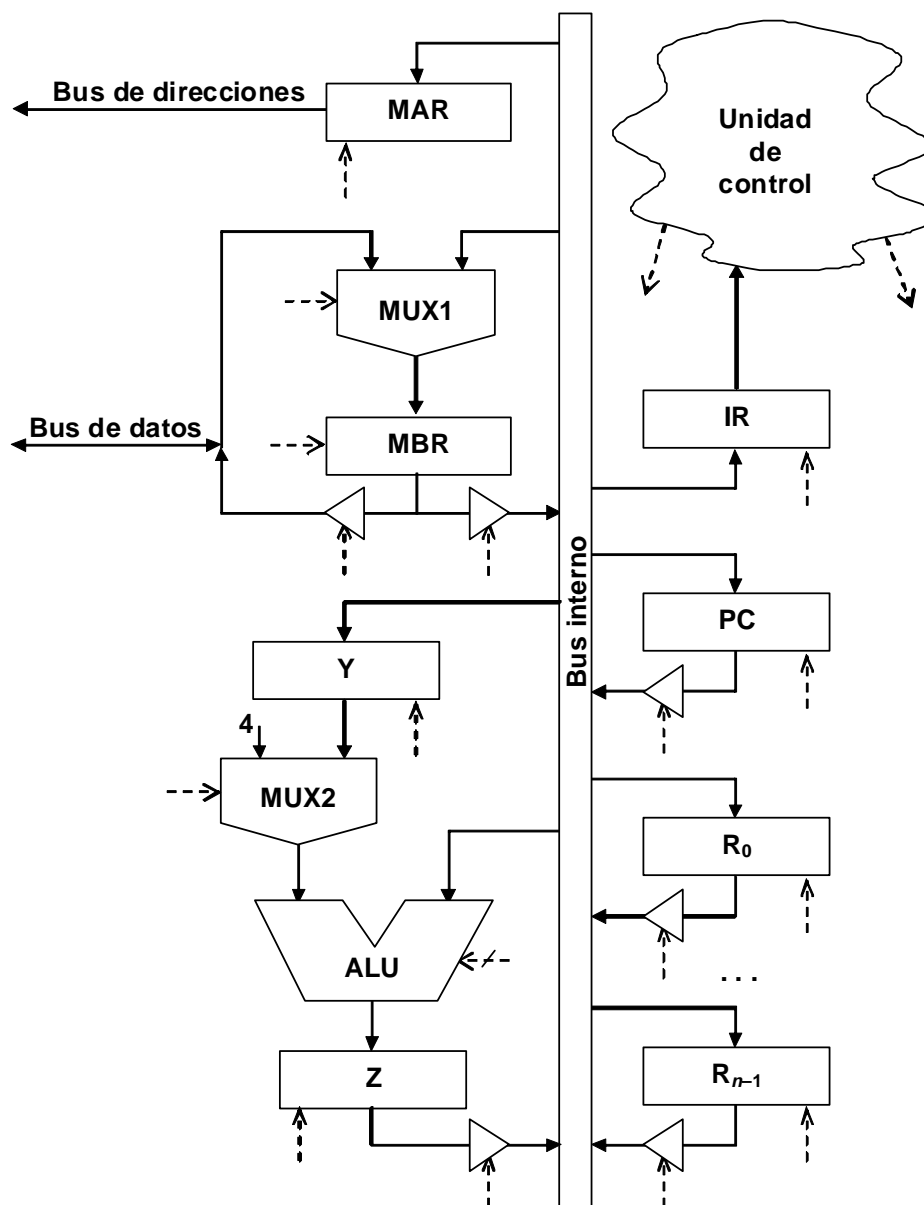 Bus de direcciones
MAR
Unidad
de
control
MUX1
Bus de datos
MBR
IR
Bus interno
PC
Y
4
MUX2
R0
ALU
. . .
Z
Rn–1